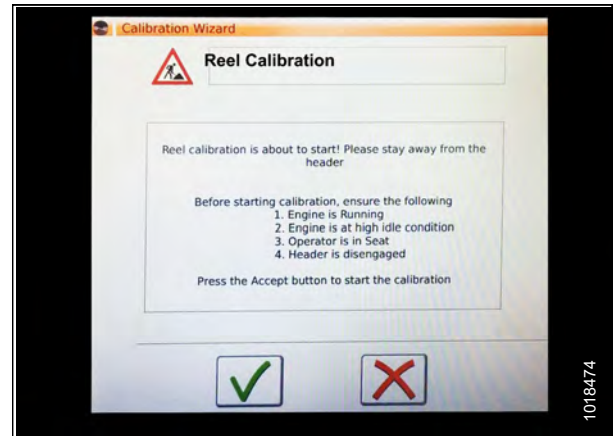 Calibration Wizard
Reel Calibration
Reel calibration is about to start! Please stay away from the
header
Before starting calibration, ensure the following
1. Engine is Running
2. Engine is at high idle condition
3. Operator is in Seat
4. Header is disengaged
Press the Accept button to start the calibration
1018474